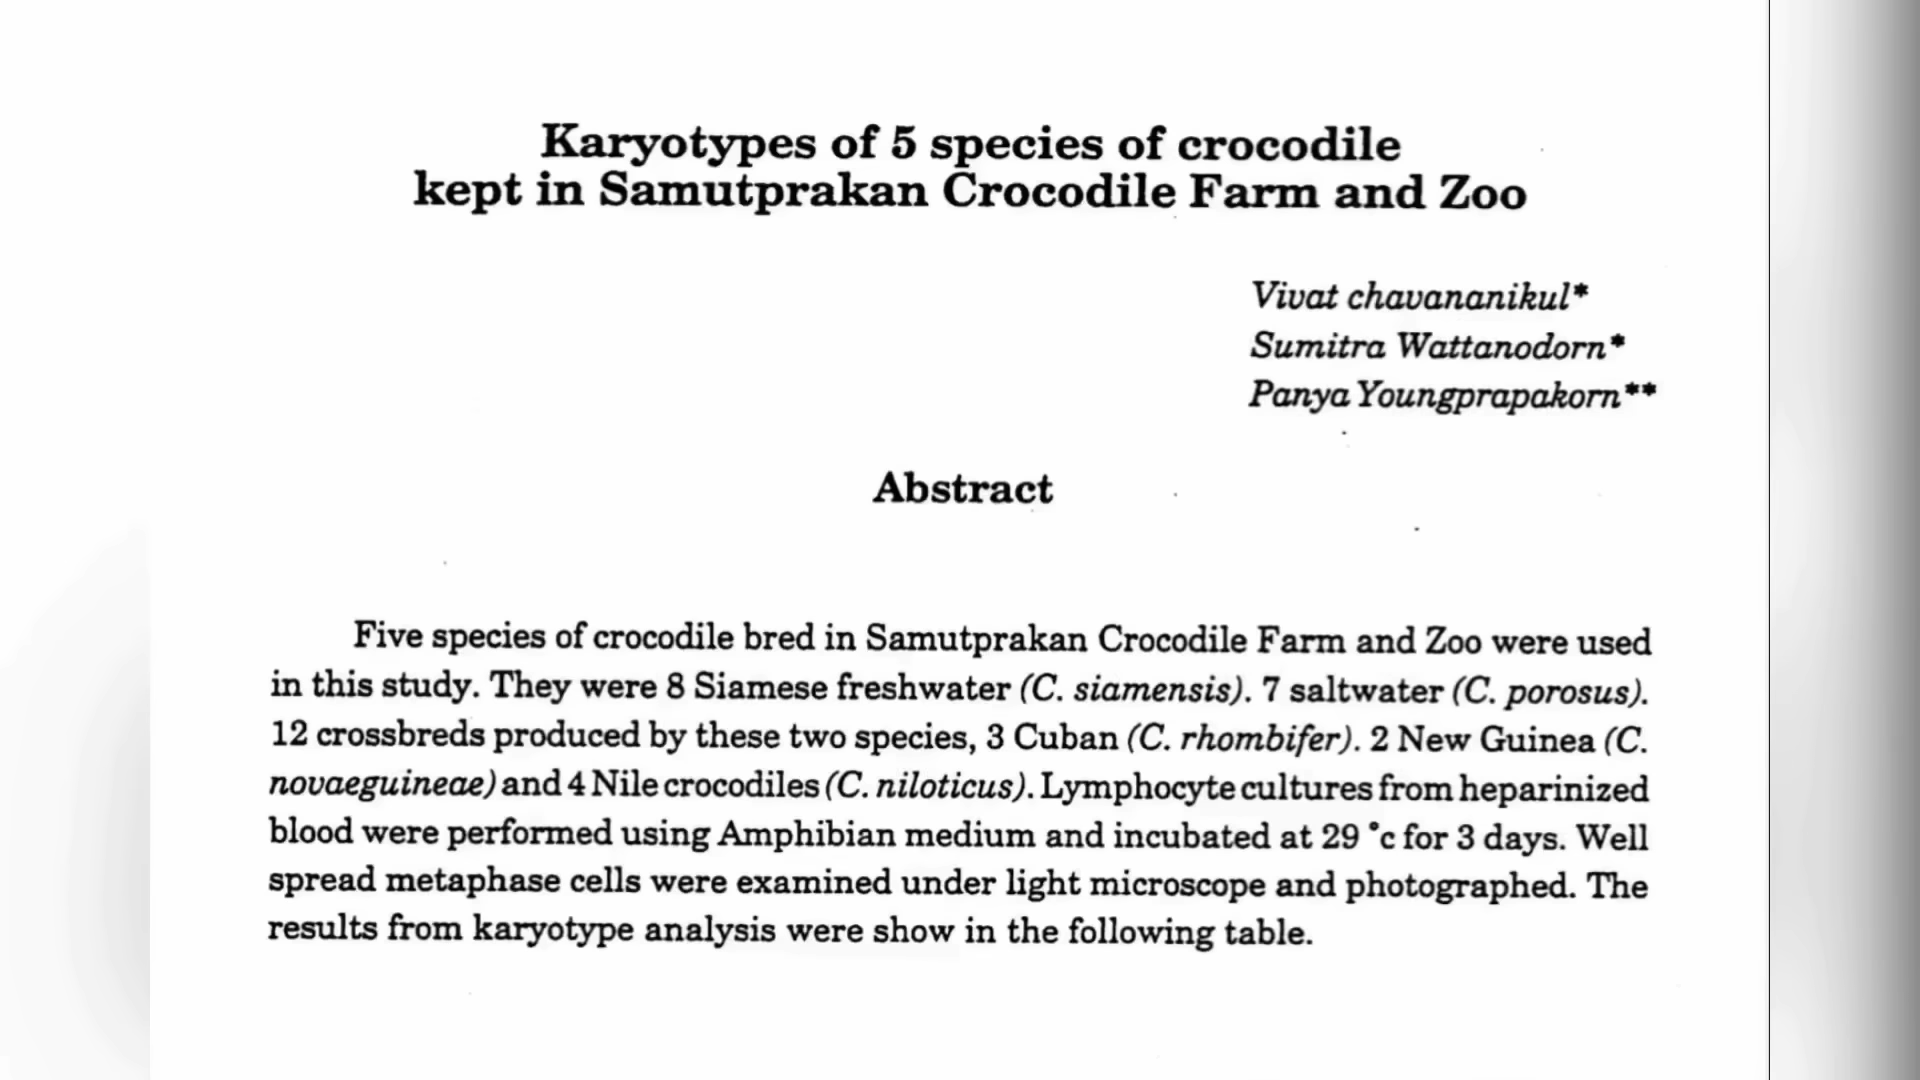 Karyotypes of 5 species of crocodile
kept in Samutprakan Crocodile Farm and Zoo
Vivat chavananikul*
Sumitra Wattanodorn*
Panya Youngprapakorn**
Abstract
Five species of crocodile bred in Samutprakan Crocodile Farm and Zoo were used
in this study. They were 8 Siamese freshwater (C. siamensis). 7 saltwater (C. porosus).
12 crossbreds produced by these two species, 3 Cuban (C. rhombifer). 2 New Guinea (C.
novaeguineae) and 4 Nile crocodiles (C. niloticus). Lymphocyte cultures from heparinized
blood were performed using Amphibian medium and incubated at 29 °c for 3 days. Well
spread metaphase cells were examined under light microscope and photographed. The
results from karyotype analysis were show in the following table.